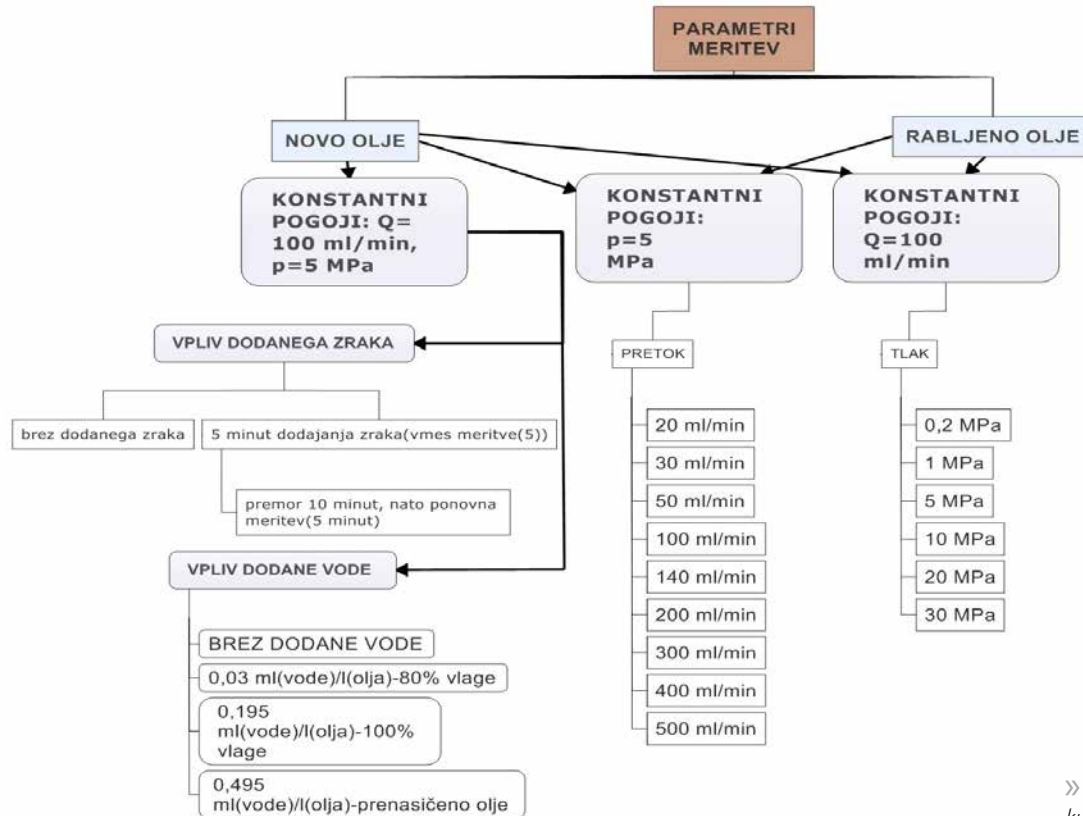 PARAMETRI
MERITEV
NOVO OLJE
RABLJENO OLJE
KONSTANTNI
POGOJI: Q=
100 ml/min,
p=5 MPa
KONSTANTNI
POGOJI:
p=5
MPa
KONSTANTNI
POGOJI:
Q=100
ml/min
VPLIV DODANEGA ZRAKA
brez dodanega zraka
5 minut dodajanja zraka(vmes meritve(5))
premor 10 minut, nato ponovna
meritev(5 minut)
VPLIV DODANE VODE
BREZ DODANE VODE
0,03 ml(vode)/l(olja)-80% vlage
0,195
ml(vode)/l(olja)-100%
vlage
0,495
ml(vode)/l(olja)-prenasičeno olje
PRETOK
20 ml/min
30 ml/min
50 ml/min
100 ml/min
140 ml/min
200 ml/min
300 ml/min
400 ml/min
500 ml/min
TLAK
0,2 MPa
1 MPa
5 MPa
10 MPa
20 MPa
30 MPa
»